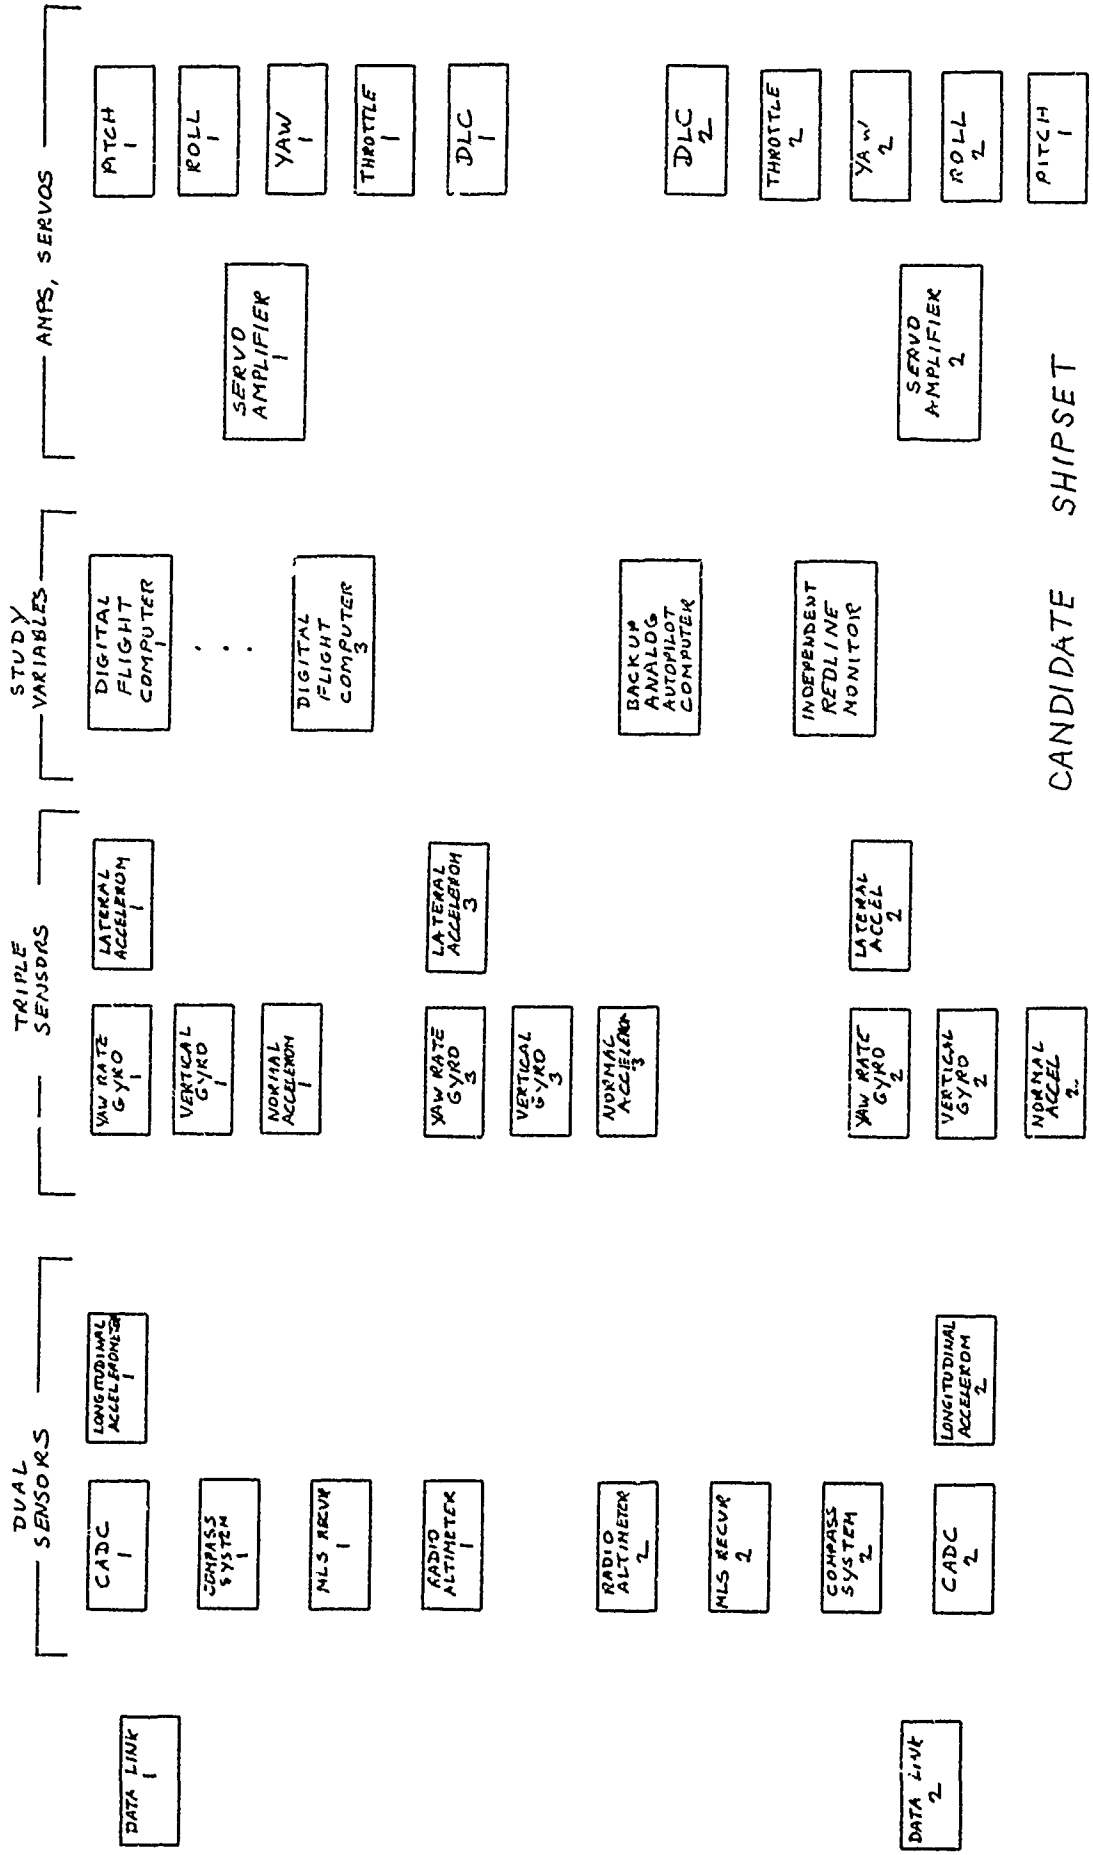 DUAL
SENSORS
TRIPLE
SENSORS
STUDY
VARIABLES
AMPS, SERVOS
DATA LINK
1
DATA LINK
2
CADC
1
LONGITUDINAL
ACCELEROMETER
1
COMPASS
SYSTEM
1
MLS RECVR
1
RADIO
ALTIMETER
1
RADIO
ALTIMETER
2
MLS RECVR
2
COMPASS
SYSTEM
2
CADC
2
LONGITUDINAL
ACCELEROM
2
YAW RATE
GYRO
1
LATERAL
ACCELEROM
1
VERTICAL
GYRO
1
NORMAL
ACCELEROM
1
YAW RATE
GYRO
3
LATERAL
ACCELEROM
3
VERTICAL
GYRO
3
NORMAL
ACCELEROM
3
YAW RATE
GYRO
2
LATERAL
ACCEL
2
VERTICAL
GYRO
2
NORMAL
ACCEL
2
DIGITAL
FLIGHT
COMPUTER
1
. . .
DIGITAL
FLIGHT
COMPUTER
3
BACKUP
ANALOG
AUTOPILOT
COMPUTER
INDEPENDENT
REDLINE
MONITOR
SERVO
AMPLIFIER
1
SERVO
AMPLIFIER
2
PITCH
1
ROLL
1
YAW
1
THROTTLE
1
DLC
1
DLC
2
THROTTLE
2
YAW
2
ROLL
2
PITCH
1
CANDIDATE SHIPSET